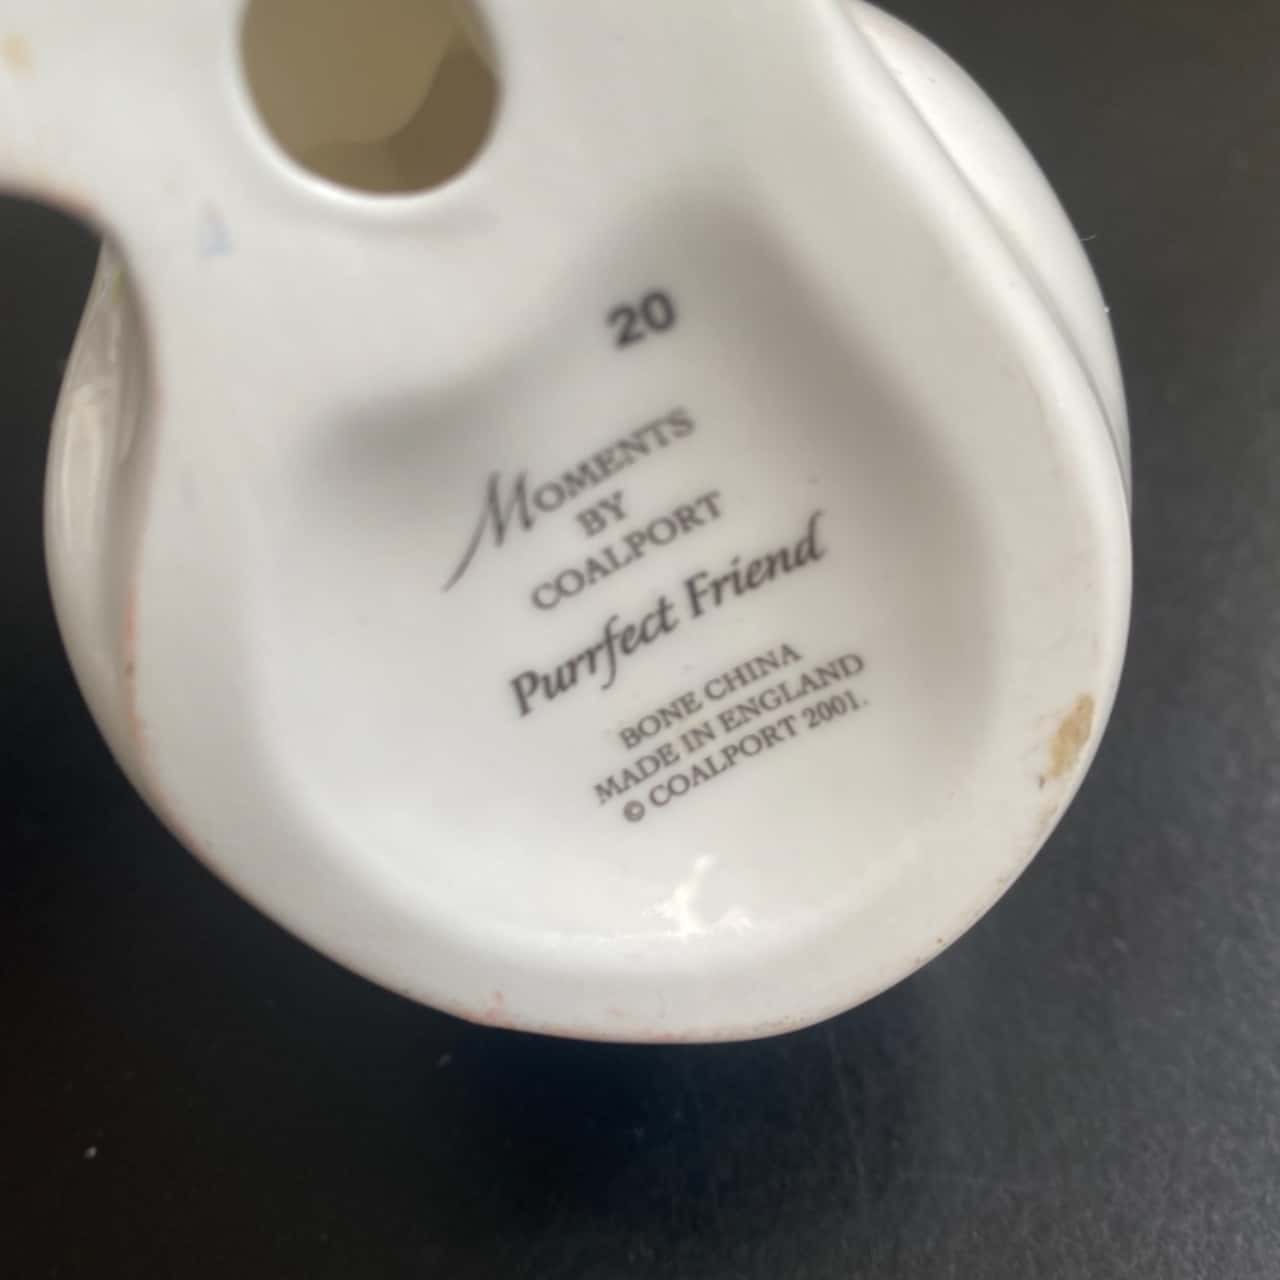 20
MOMENTS
BY
COALPORT
Purrfect Friend
BONE CHINA
MADE IN ENGLAND
© COALPORT 2001.